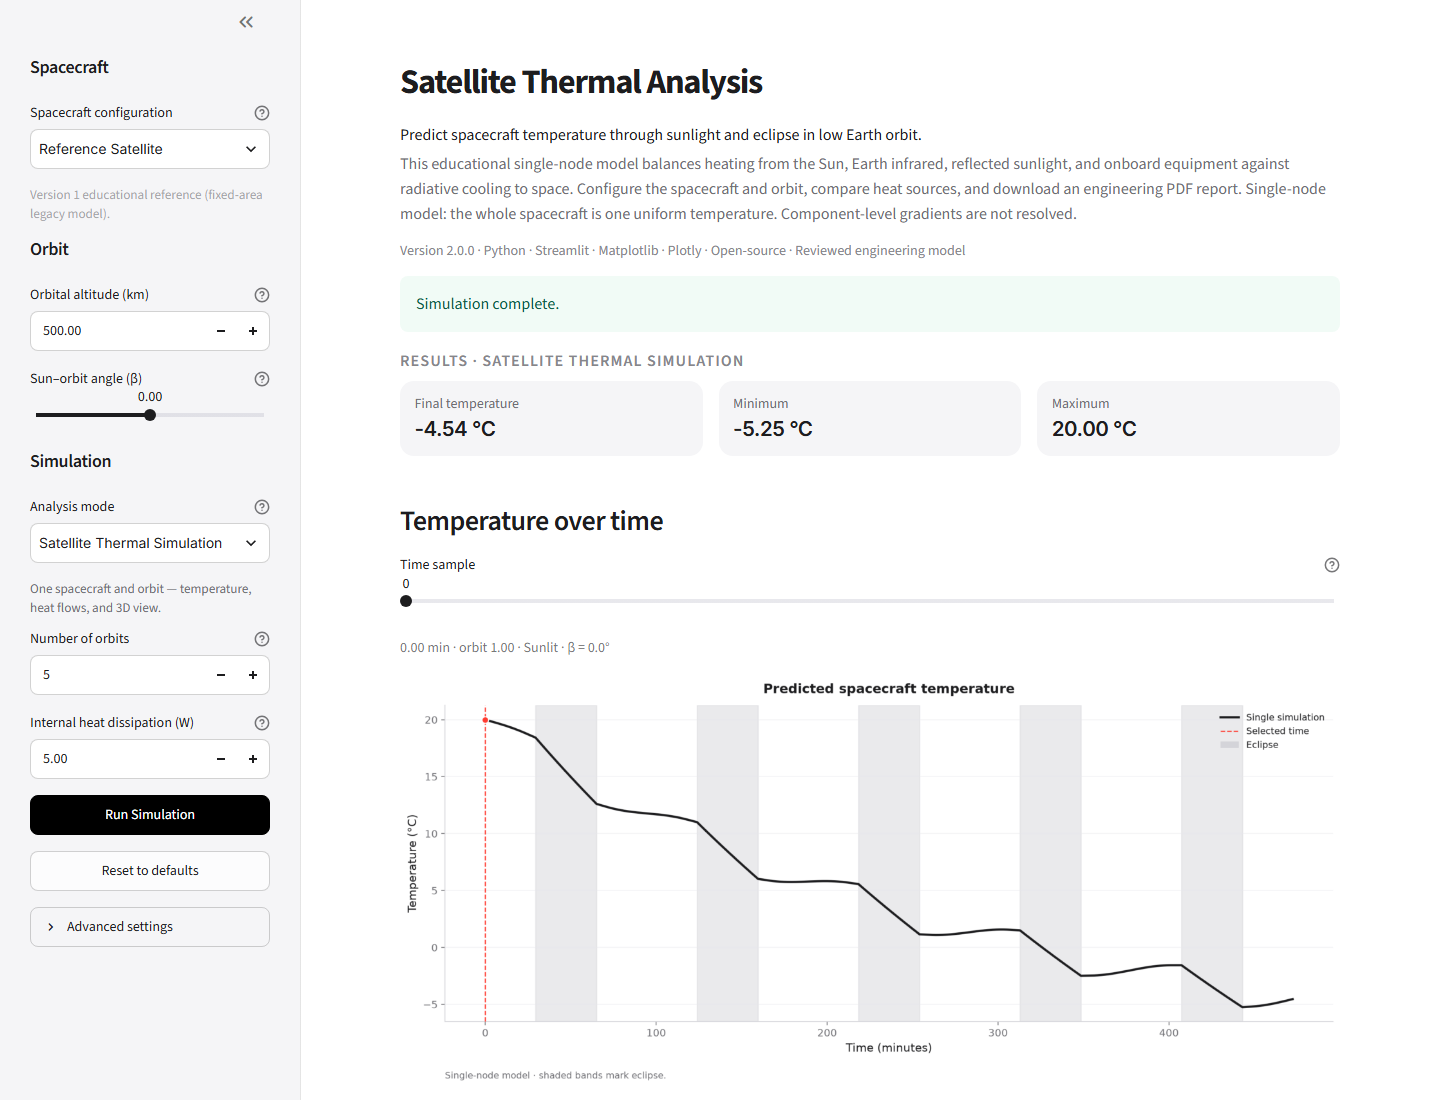 Spacecraft
Spacecraft configuration
Reference Satellite
Version 1 educational reference (fixed-area
legacy model).
Orbit
Orbital altitude (km)
500.00
Sun–orbit angle (β)
0.00
Simulation
Analysis mode
Satellite Thermal Simulation
One spacecraft and orbit — temperature,
heat flows, and 3D view.
Number of orbits
5
Internal heat dissipation (W)
5.00
Run Simulation
Reset to defaults
Advanced settings
Satellite Thermal Analysis
Predict spacecraft temperature through sunlight and eclipse in low Earth orbit.
This educational single-node model balances heating from the Sun, Earth infrared, reflected sunlight, and onboard equipment against
radiative cooling to space. Configure the spacecraft and orbit, compare heat sources, and download an engineering PDF report. Single-node
model: the whole spacecraft is one uniform temperature. Component-level gradients are not resolved.
Version 2.0.0 · Python · Streamlit · Matplotlib · Plotly · Open-source · Reviewed engineering model
Simulation complete.
RESULTS · SATELLITE THERMAL SIMULATION
Final temperature
-4.54 °C
Minimum
-5.25 °C
Maximum
20.00 °C
Temperature over time
Time sample
0
0.00 min · orbit 1.00 · Sunlit · β = 0.0°
Predicted spacecraft temperature
Single simulation
Selected time
Eclipse
Temperature (°C)
20
15
10
5
0
−5
0 100 200 300 400
Time (minutes)
Single-node model · shaded bands mark eclipse.